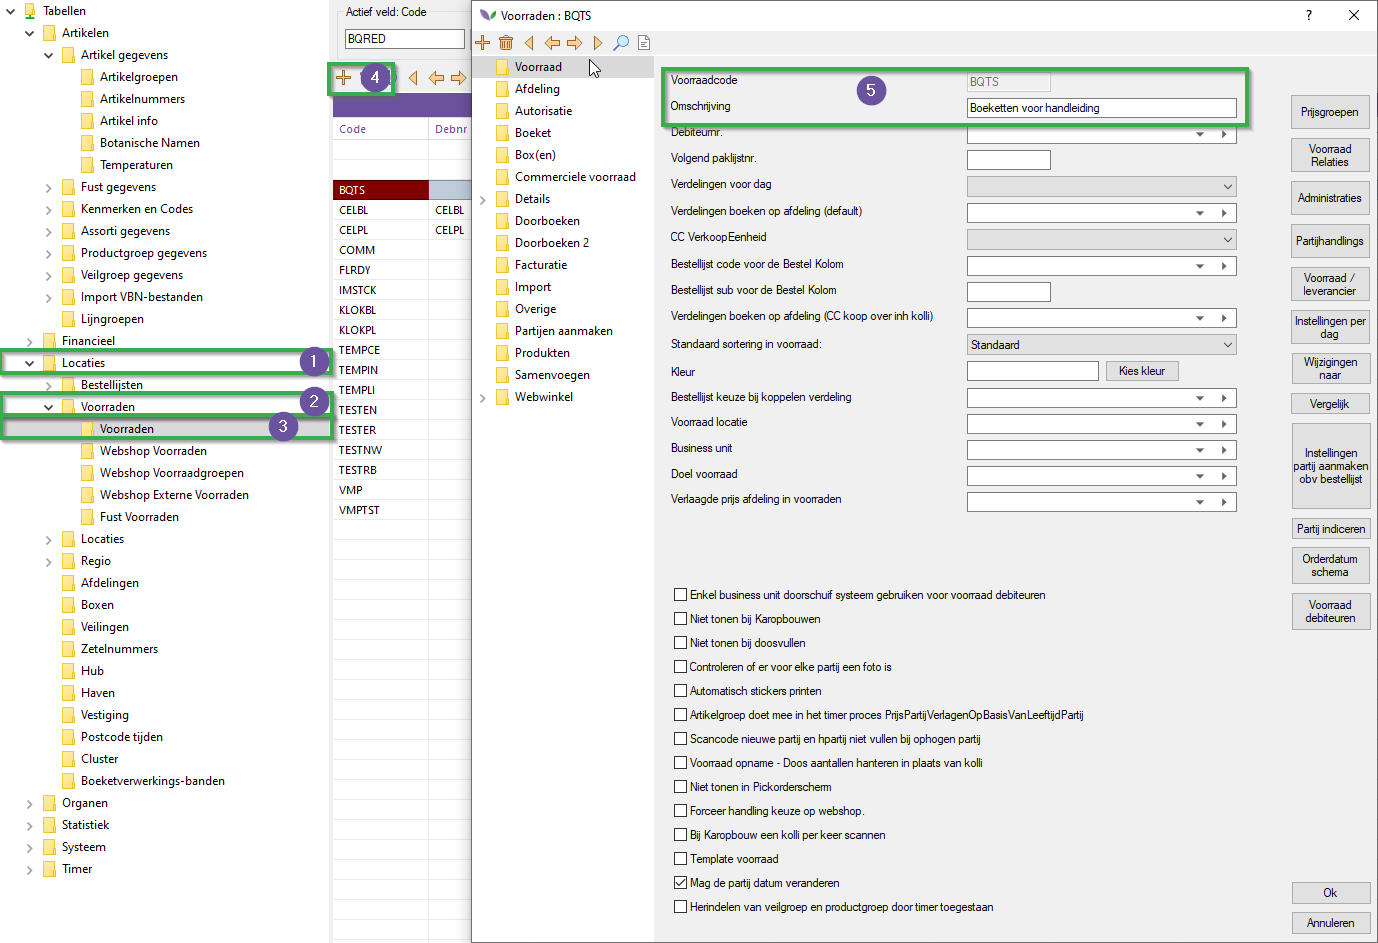 Tabellen
Artikelen
Artikel gegevens
Artikelgroepen
Artikelnummers
Artikel info
Botanische Namen
Temperaturen
Fust gegevens
Kenmerken en Codes
Assorti gegevens
Productgroep gegevens
Veilgroep gegevens
Import VBN-bestanden
Lijngroepen
Financieel
Locaties
1
Bestellijsten
Voorraden
2
Voorraden
3
Webshop Voorraden
Webshop Voorraadgroepen
Webshop Externe Voorraden
Fust Voorraden
Locaties
Regio
Afdelingen
Boxen
Veilingen
Zetelnummers
Hub
Haven
Vestiging
Postcode tijden
Cluster
Boeketverwerkings-banden
Organen
Statistiek
Systeem
Timer
Actief veld: Code
BQRED
4
Code Debnr
BQTS
CELBL CELBL
CELPL CELPL
COMM
FLRDY
IMSTCK
KLOKBL
KLOKPL
TEMPCE
TEMPIN
TEMPLI
TESTEN
TESTER
TESTNW
TESTRB
VMP
VMPTST
Voorraden : BQTS
?
Voorraad
Afdeling
Autorisatie
Boeket
Box(en)
Commerciele voorraad
Details
Doorboeken
Doorboeken 2
Facturatie
Import
Overige
Partijen aanmaken
Produkten
Samenvoegen
Webwinkel
Voorraadcode BQTS
5
Omschrijving Boeketten voor handleiding
Debiteurnr.
Volgend paklijstnr.
Verdelingen voor dag
Verdelingen boeken op afdeling (default)
CC VerkoopEenheid
Bestellijst code voor de Bestel Kolom
Bestellijst sub voor de Bestel Kolom
Verdelingen boeken op afdeling (CC koop over inh kolli)
Standaard sortering in voorraad: Standaard
Kleur Kies kleur
Bestellijst keuze bij koppelen verdeling
Voorraad locatie
Business unit
Doel voorraad
Verlaagde prijs afdeling in voorraden
Enkel business unit doorschuif systeem gebruiken voor voorraad debiteuren
Niet tonen bij Karopbouwen
Niet tonen bij doosvullen
Controleren of er voor elke partij een foto is
Automatisch stickers printen
Artikelgroep doet mee in het timer proces PrijsPartijVerlagenOpBasisVanLeeftijdPartij
Scancode nieuwe partij en hpartij niet vullen bij ophogen partij
Voorraad opname - Doos aantallen hanteren in plaats van kolli
Niet tonen in Pickorderscherm
Forceer handling keuze op webshop.
Bij Karopbouw een kolli per keer scannen
Template voorraad
Mag de partij datum veranderen
Herindelen van veilgroep en productgroep door timer toegestaan
Prijsgroepen
Voorraad
Relaties
Administraties
Partijhandlings
Voorraad /
leverancier
Instellingen per
dag
Wijzigingen
naar
Vergelijk
Instellingen
partij aanmaken
obv bestellijst
Partij indiceren
Orderdatum
schema
Voorraad
debiteuren
Ok
Annuleren